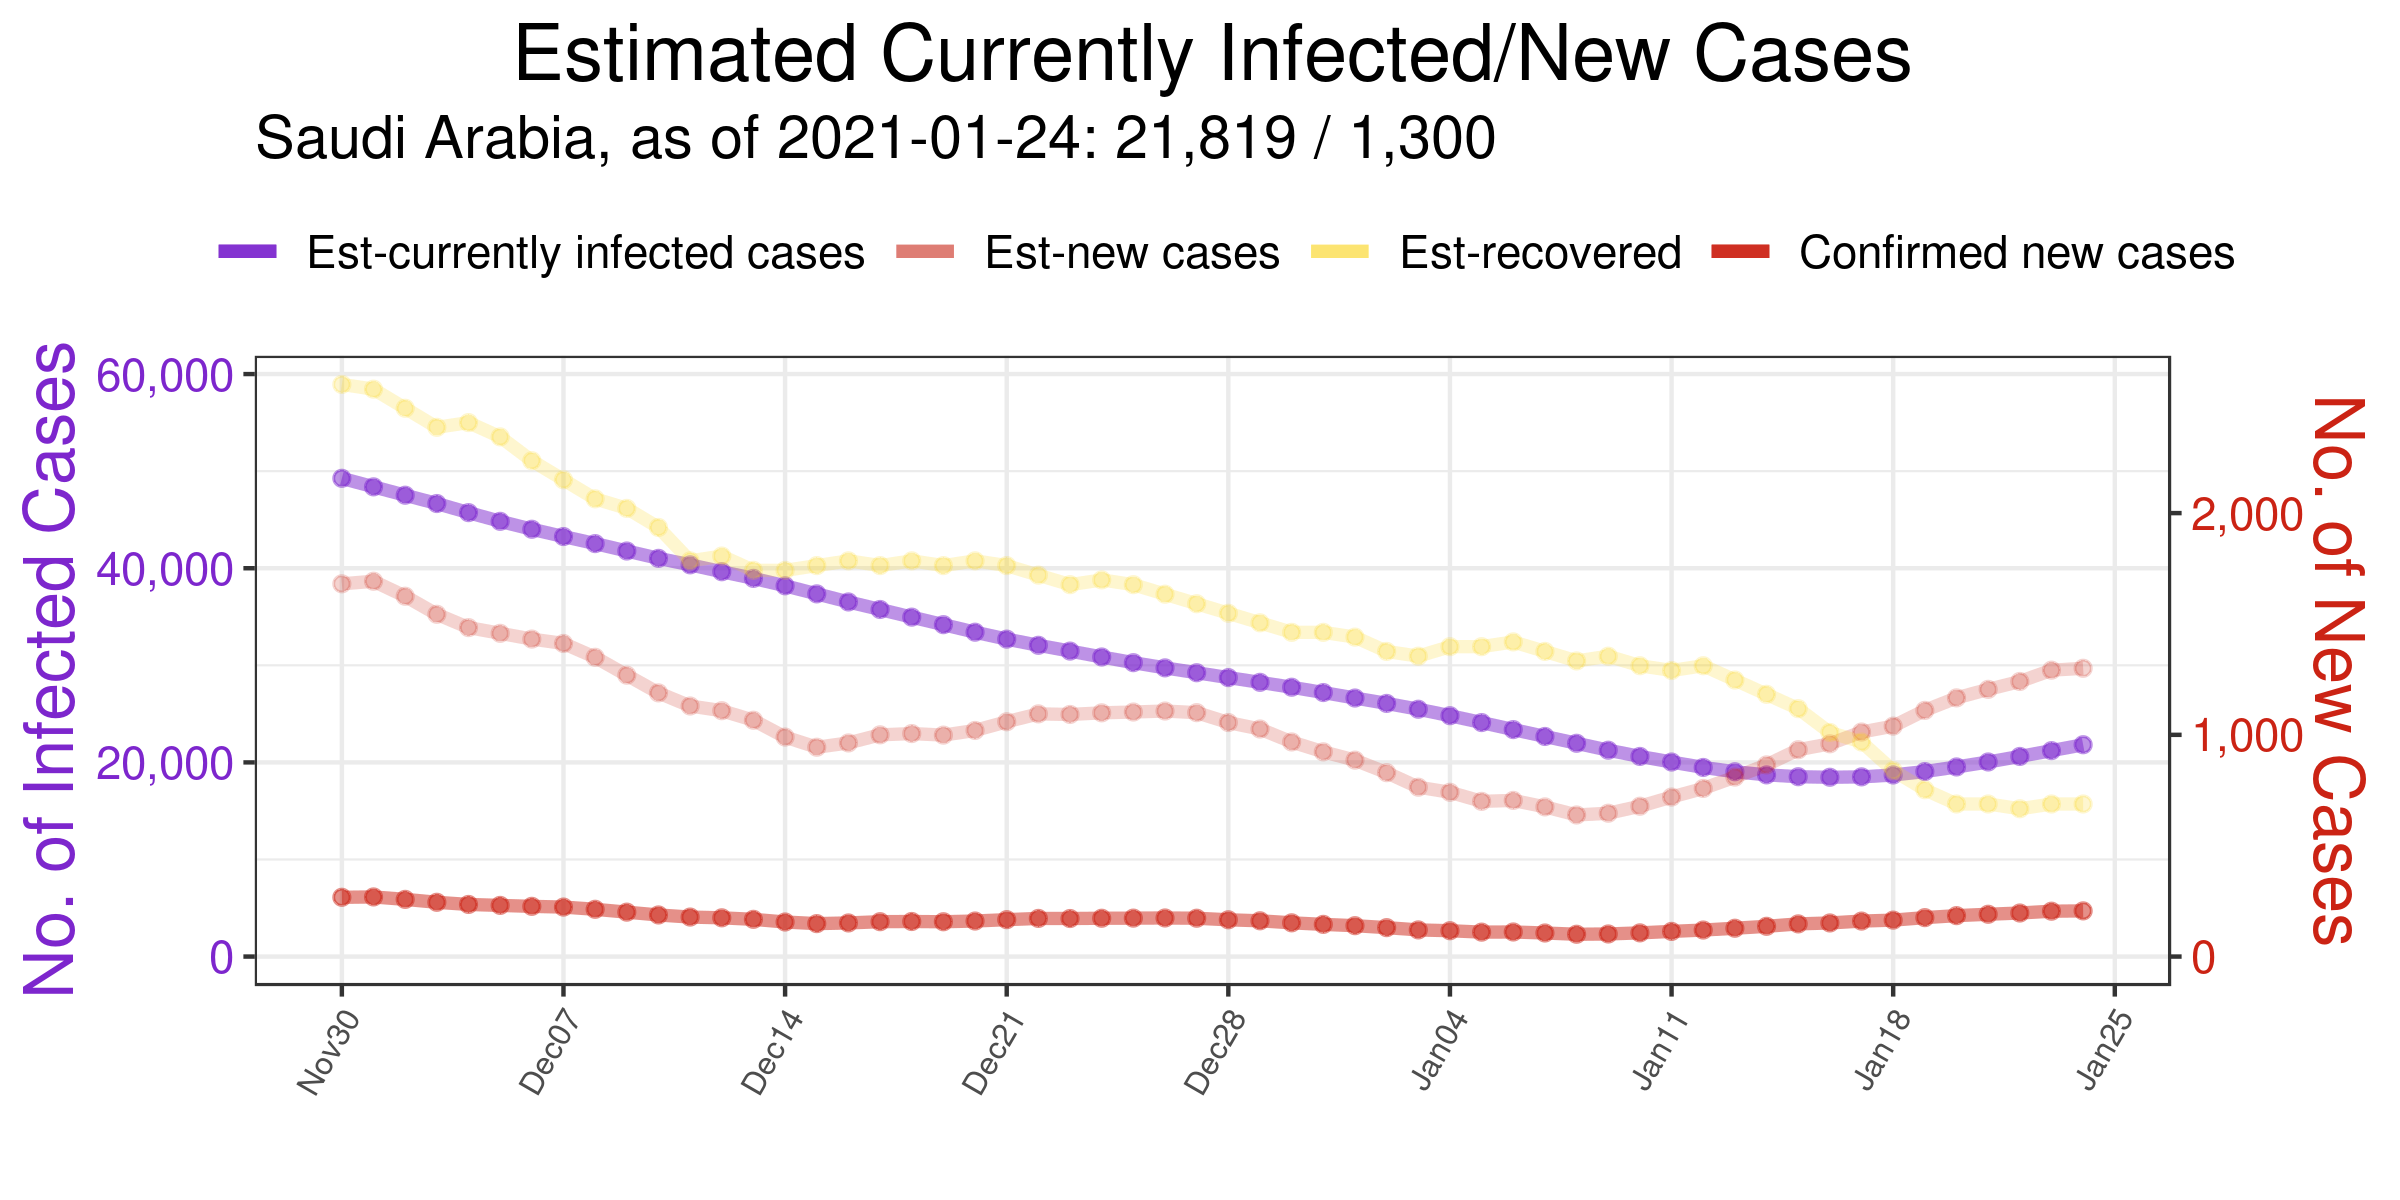 Estimated Currently Infected/New Cases
Saudi Arabia, as of 2021-01-24: 21,819 / 1,300
Est-currently infected cases Est-new cases Est-recovered Confirmed new cases
No. of Infected Cases
60,000
40,000
20,000
0
2,000
1,000
0
No. of New Cases
Nov30 Dec07 Dec14 Dec21 Dec28 Jan04 Jan11 Jan18 Jan25